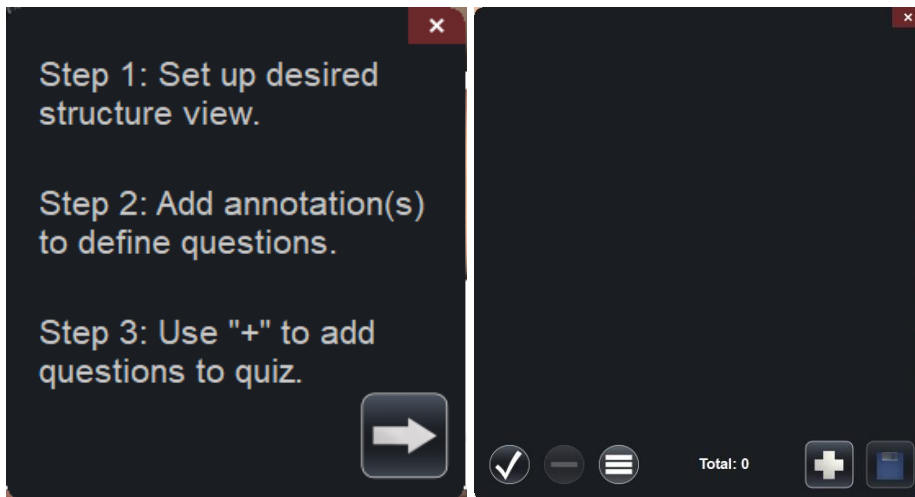 Step 1: Set up desired
structure view.
Step 2: Add annotation(s)
to define questions.
Step 3: Use "+" to add
questions to quiz.
Total: 0